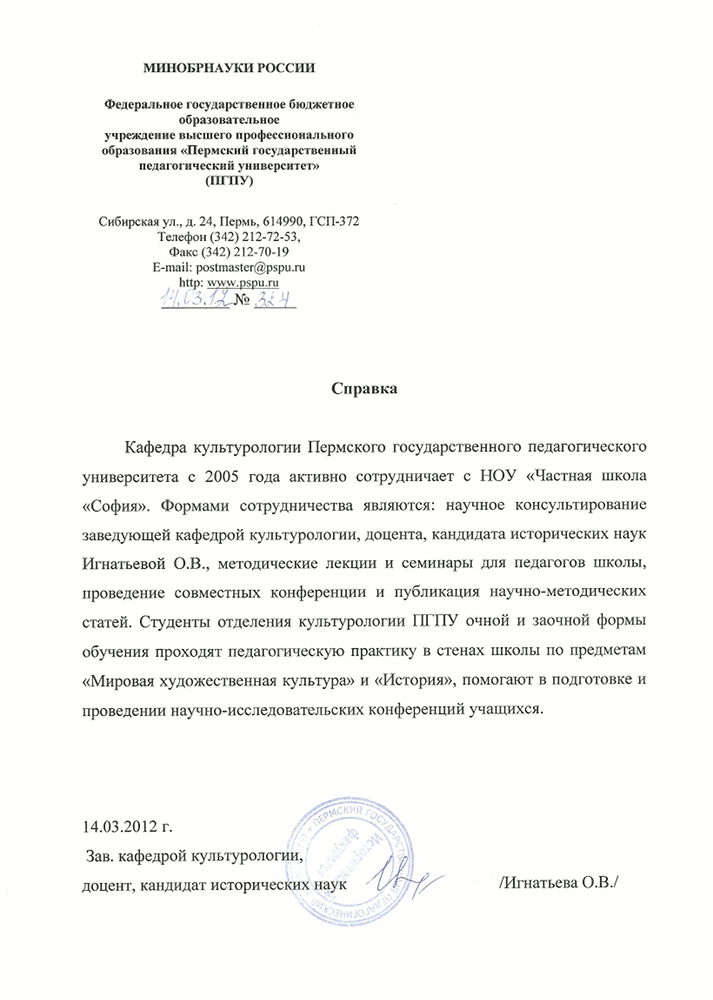 МИНОБРНАУКИ РОССИИ
Федеральное государственное бюджетное
образовательное
учреждение высшего профессионального
образования «Пермский государственный
педагогический университет»
(ПГПУ)
Сибирская ул., д. 24, Пермь, 614990, ГСП-372
Телефон (342) 212-72-53,
Факс (342) 212-70-19
E-mail: postmaster@pspu.ru
http: www.pspu.ru
14.03.12 № 324
Справка
Кафедра культурологии Пермского государственного педагогического
университета с 2005 года активно сотрудничает с НОУ «Частная школа
«София». Формами сотрудничества являются: научное консультирование
заведующей кафедрой культурологии, доцента, кандидата исторических наук
Игнатьевой О.В., методические лекции и семинары для педагогов школы,
проведение совместных конференции и публикация научно-методических
статей. Студенты отделения культурологии ПГПУ очной и заочной формы
обучения проходят педагогическую практику в стенах школы по предметам
«Мировая художественная культура» и «История», помогают в подготовке и
проведении научно-исследовательских конференций учащихся.
14.03.2012 г.
Зав. кафедрой культурологии,
доцент, кандидат исторических наук /Игнатьева О.В./
ПЕРМСКИЙ ГОСУДАРСТВЕН
ПЕДАГОГИЧЕСКИЙ
факультет